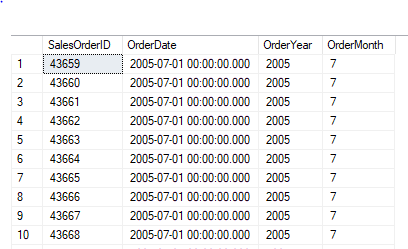 SalesOrderID OrderDate OrderYear OrderMonth
1 43659 2005-07-01 00:00:00.000 2005 7
2 43660 2005-07-01 00:00:00.000 2005 7
3 43661 2005-07-01 00:00:00.000 2005 7
4 43662 2005-07-01 00:00:00.000 2005 7
5 43663 2005-07-01 00:00:00.000 2005 7
6 43664 2005-07-01 00:00:00.000 2005 7
7 43665 2005-07-01 00:00:00.000 2005 7
8 43666 2005-07-01 00:00:00.000 2005 7
9 43667 2005-07-01 00:00:00.000 2005 7
10 43668 2005-07-01 00:00:00.000 2005 7